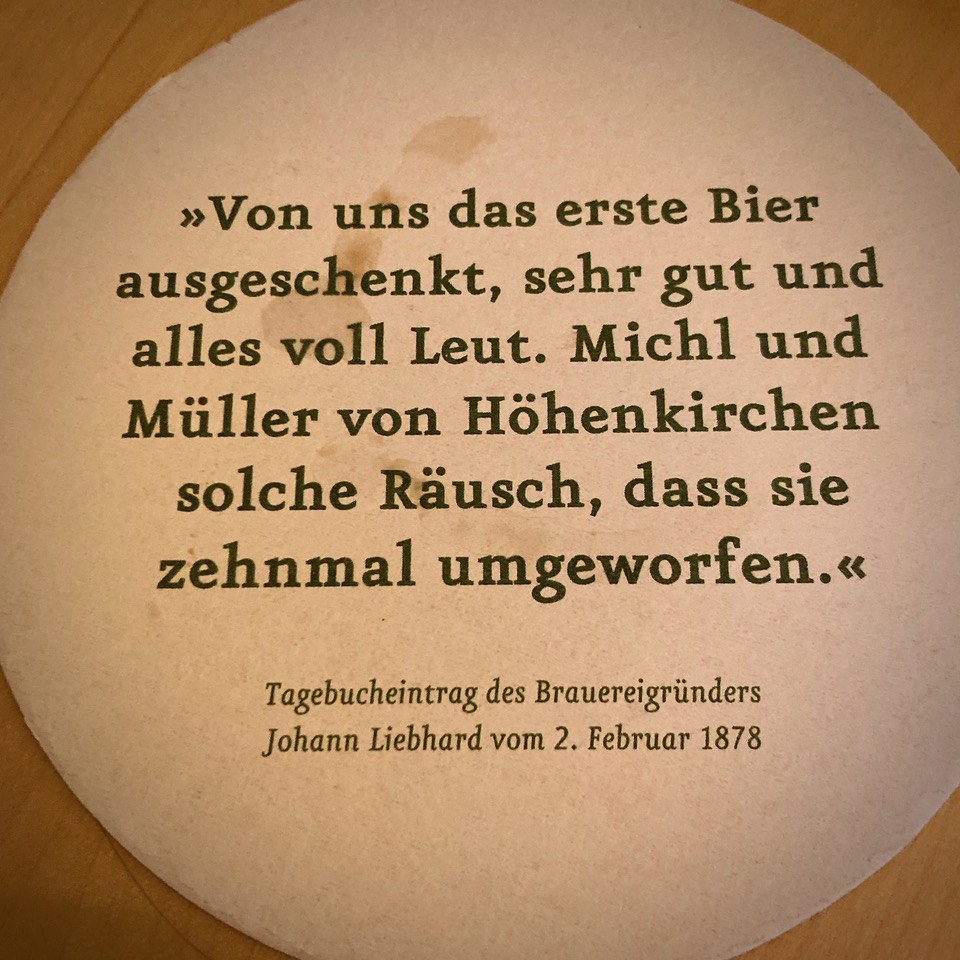 »Von uns das erste Bier
ausgeschenkt, sehr gut und
alles voll Leut. Michl und
Müller von Höhenkirchen
solche Räusch, dass sie
zehnmal umgeworfen.«
Tagebucheintrag des Brauereigründers
Johann Liebhard vom 2. Februar 1878